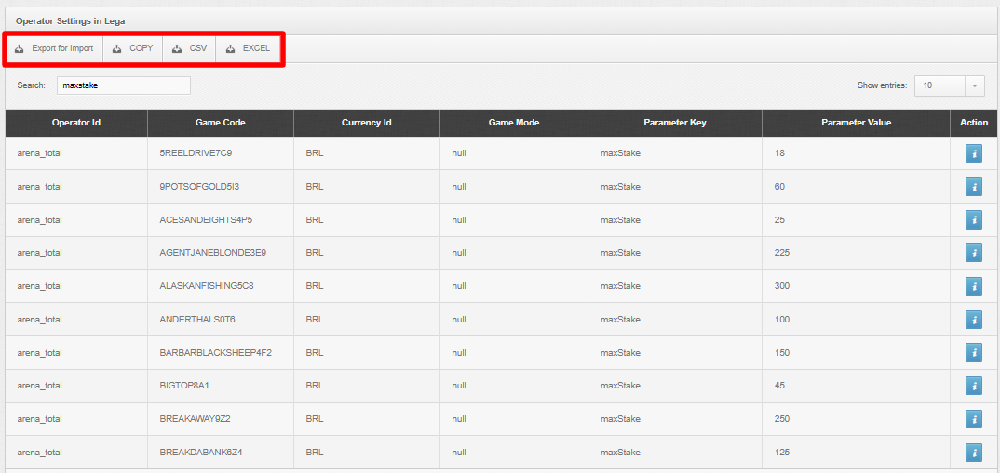 Operator Settings in Lega
Export for Import COPY CSV EXCEL
Search: maxstake Show entries: 10
Operator Id Game Code Currency Id Game Mode Parameter Key Parameter Value Action
arena_total 5REELDRIVE7C9 BRL null maxStake 18
arena_total 9POTSOFGOLD5I3 BRL null maxStake 60
arena_total ACESANDEIGHTS4P5 BRL null maxStake 25
arena_total AGENTJANEBLONDE3E9 BRL null maxStake 225
arena_total ALASKANFISHING5C8 BRL null maxStake 300
arena_total ANDERTHALS0T6 BRL null maxStake 100
arena_total BARBARBLACKSHEEP4F2 BRL null maxStake 150
arena_total BIGTOP8A1 BRL null maxStake 45
arena_total BREAKAWAY9Z2 BRL null maxStake 250
arena_total BREAKDABANK6Z4 BRL null maxStake 125